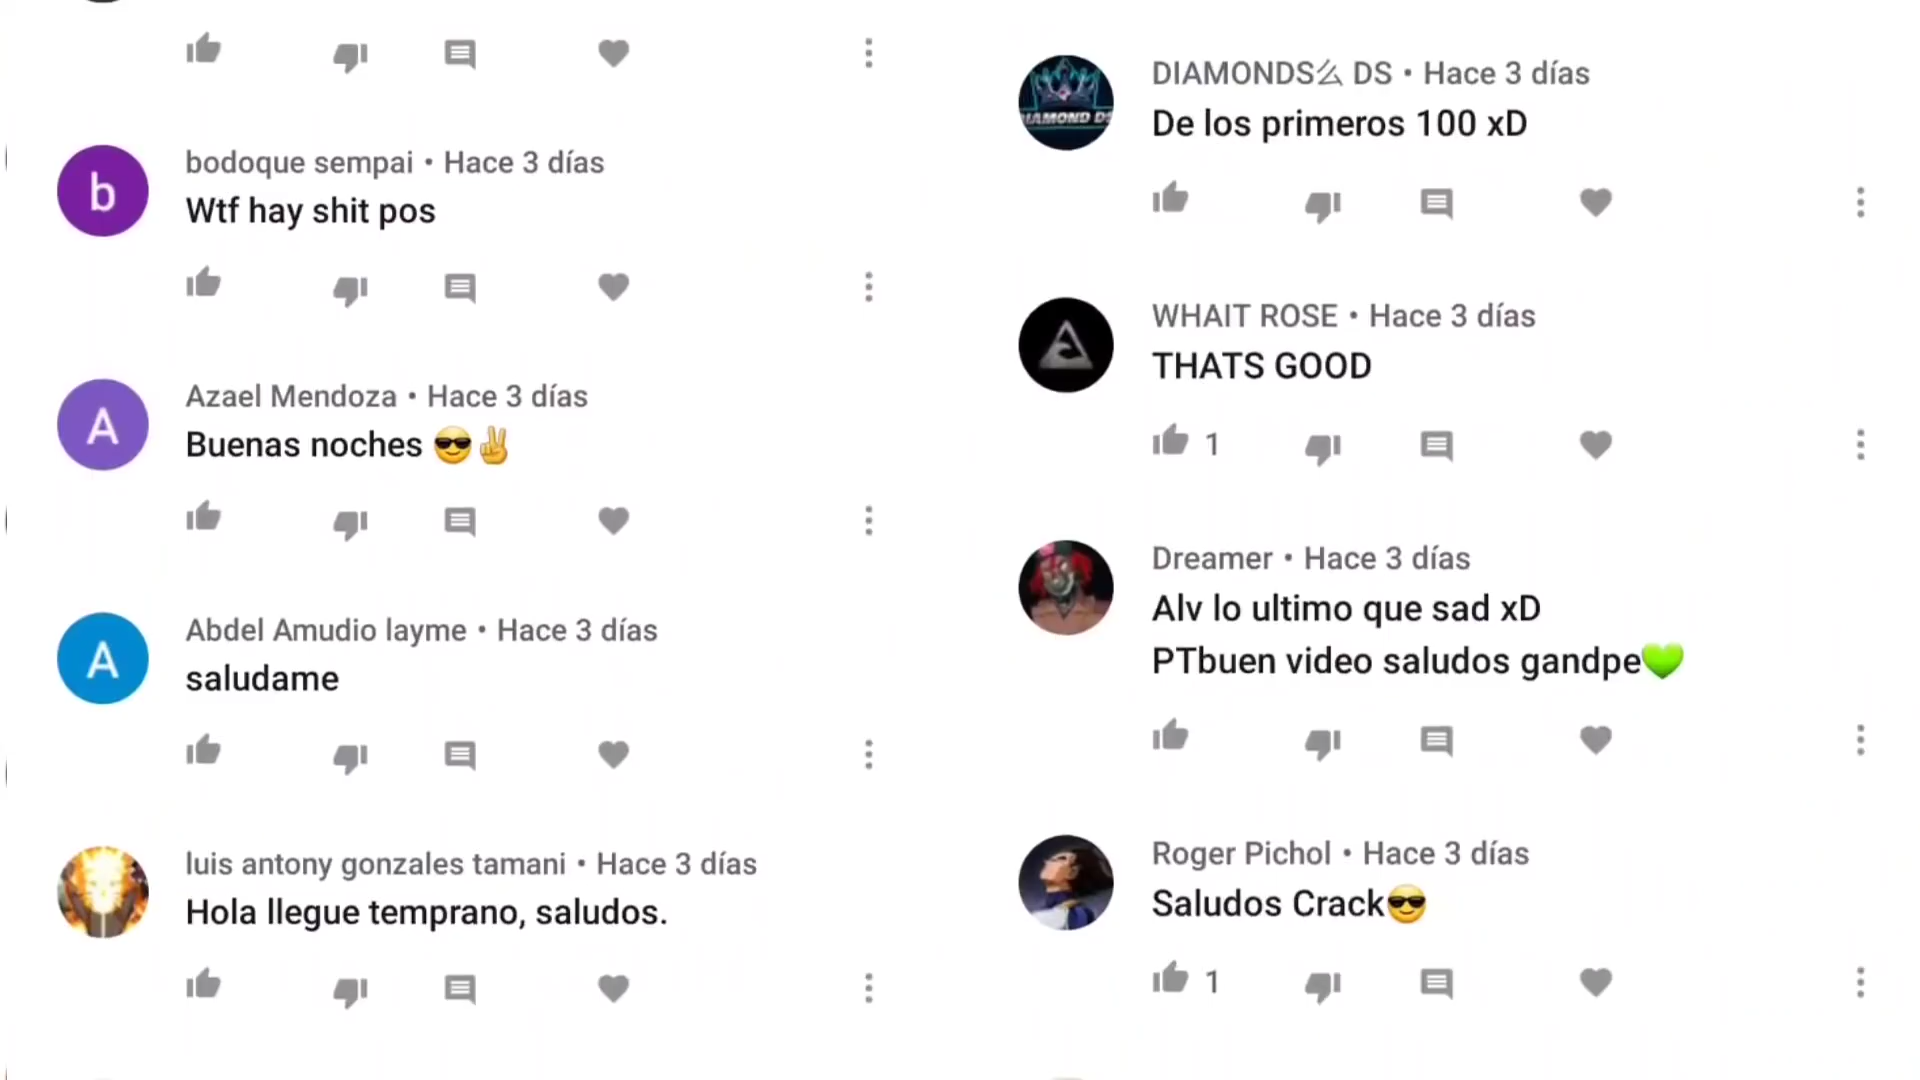 bodoque sempai • Hace 3 días
Wtf hay shit pos
Azael Mendoza • Hace 3 días
Buenas noches 😎✌
Abdel Amudio layme • Hace 3 días
saludame
luis antony gonzales tamani • Hace 3 días
Hola llegue temprano, saludos.
DIAMONDS么 DS • Hace 3 días
De los primeros 100 xD
WHAIT ROSE • Hace 3 días
THATS GOOD
1
Dreamer • Hace 3 días
Alv lo ultimo que sad xD
PTbuen video saludos gandpe💚
Roger Pichol • Hace 3 días
Saludos Crack😎
1
b
A
A
DIAMOND DS